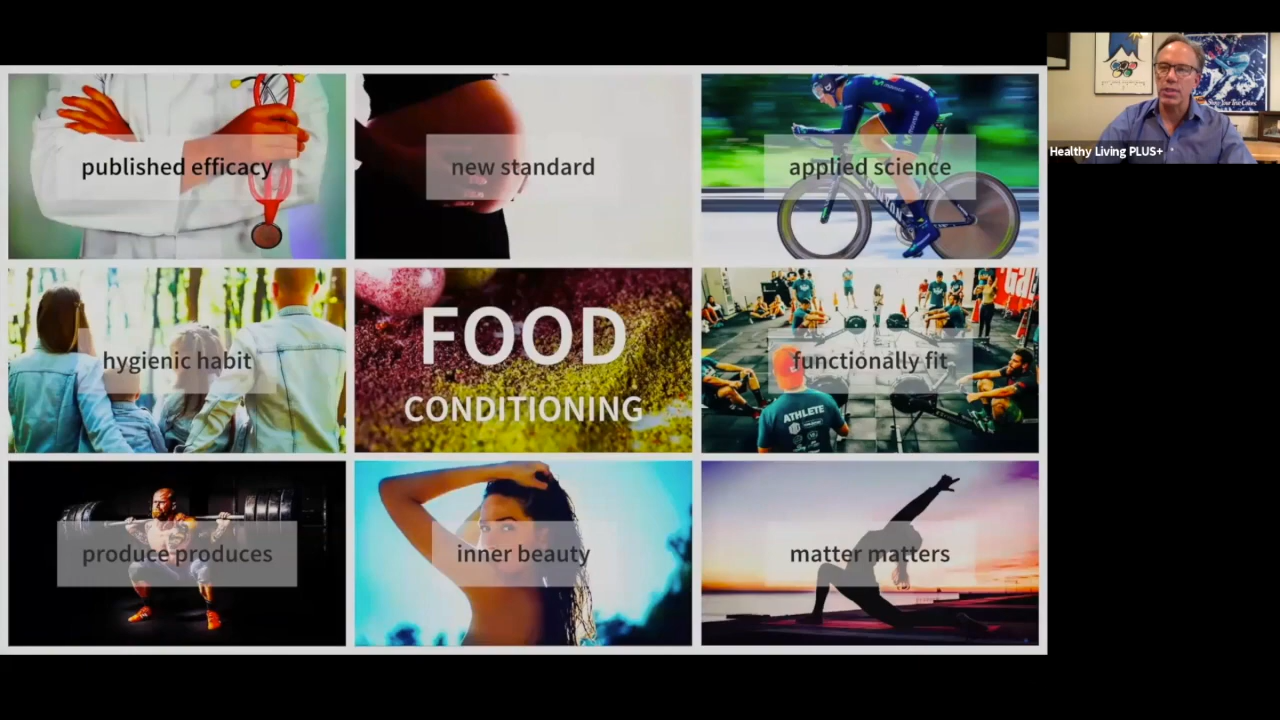 published efficacy
new standard
applied science
hygienic habit
FOOD
CONDITIONING
functionally fit
ATHLETE
produce produces
inner beauty
matter matters
Healthy Living PLUS+